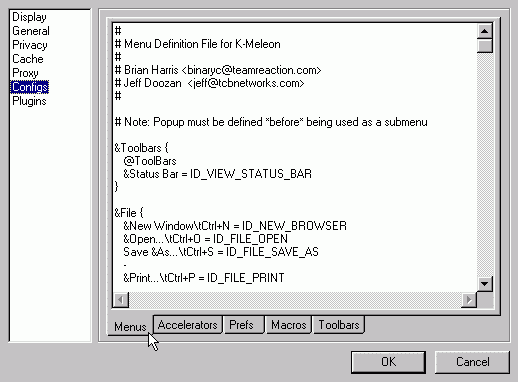 Display
General
Privacy
Cache
Proxy
Configs
Plugins
#
# Menu Definition File for K-Meleon
#
# Brian Harris <binaryc@teamreaction.com>
# Jeff Doozan  <jeff@tcbnetworks.com>
#
# Note: Popup must be defined *before* being used as a submenu
&Toolbars {
@ToolBars
&Status Bar = ID_VIEW_STATUS_BAR
}
&File {
&New Window\tCtrl+N = ID_NEW_BROWSER
&Open...\tCtrl+O = ID_FILE_OPEN
Save &As...\tCtrl+S = ID_FILE_SAVE_AS
-
&Print...\tCtrl+P = ID_FILE_PRINT
Menus Accelerators Prefs Macros Toolbars
OK Cancel